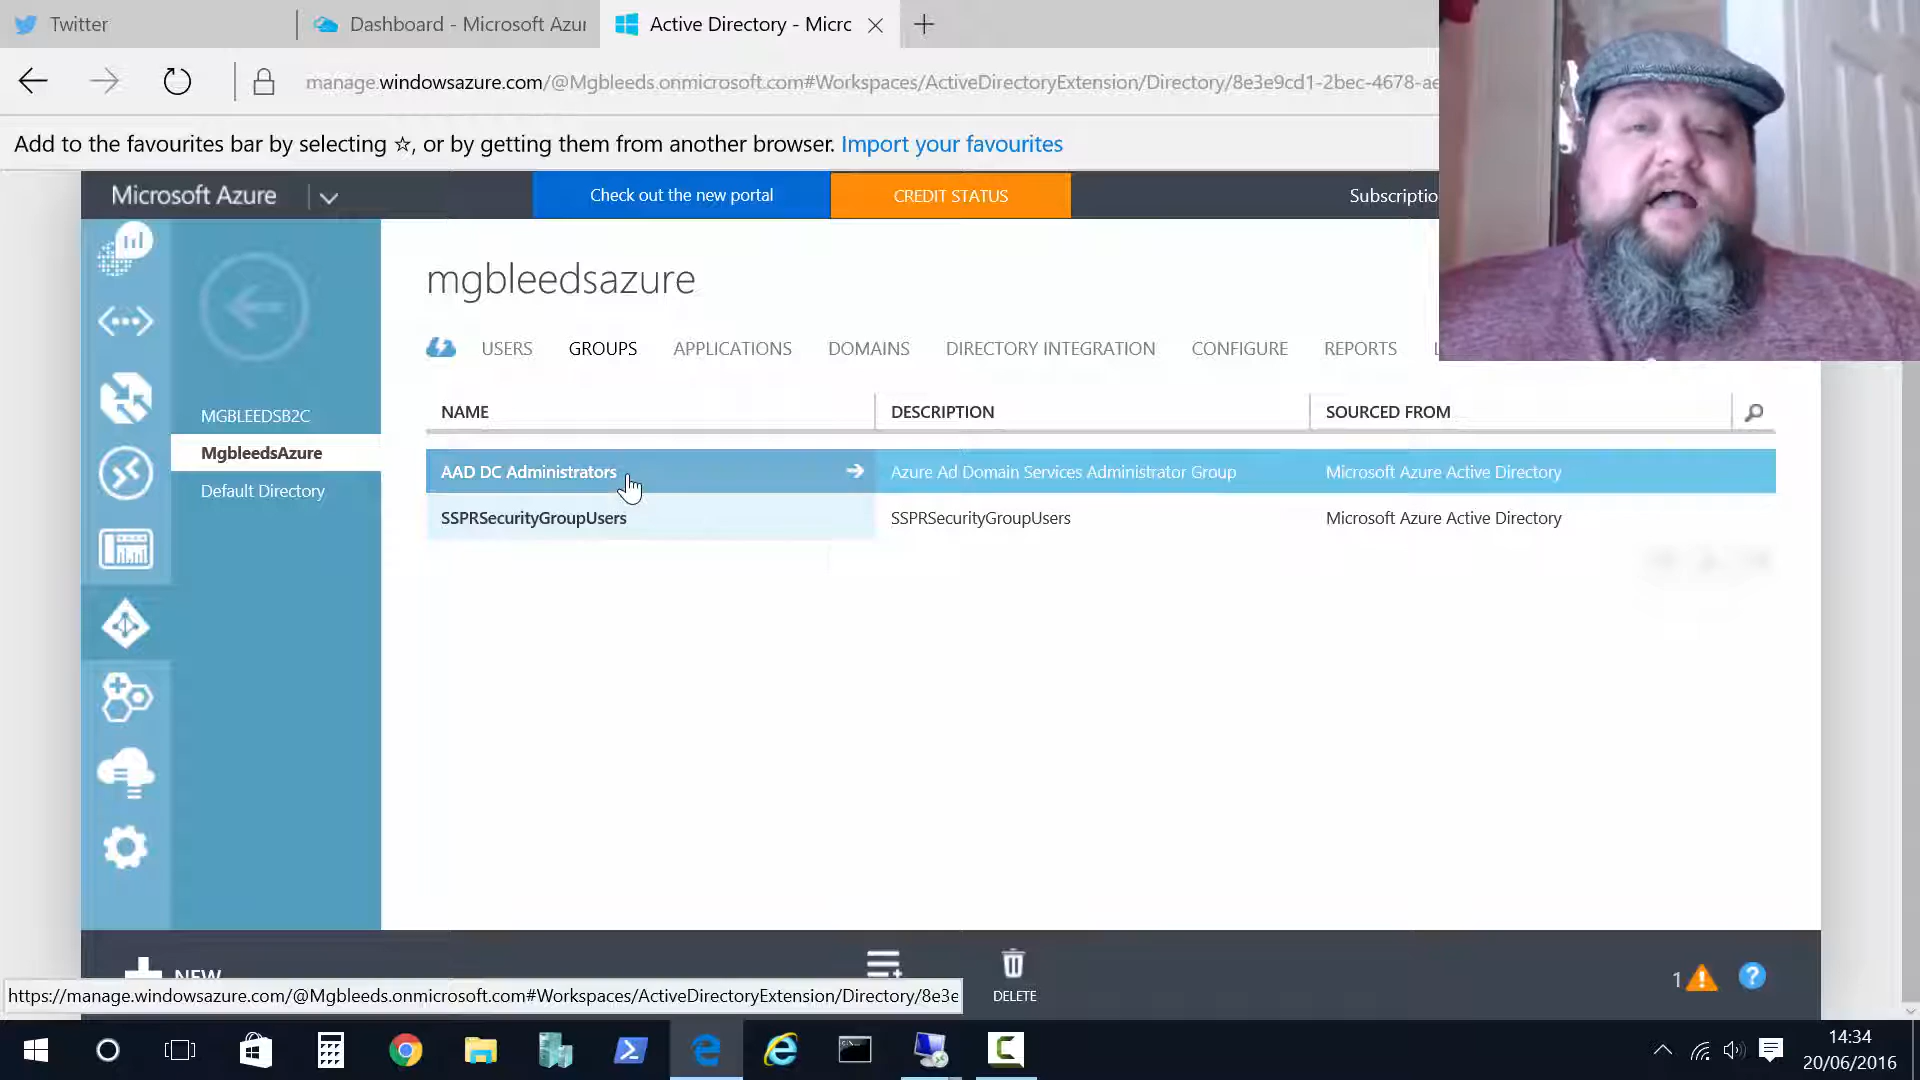 Twitter
Dashboard - Microsoft Azur
Active Directory - Micrc
manage.windowsazure.com/@Mgbleeds.onmicrosoft.com#Workspaces/ActiveDirectoryExtension/Directory/8e3e9cd1-2bec-4678-ae
Add to the favourites bar by selecting ☆, or by getting them from another browser. Import your favourites
Microsoft Azure
Check out the new portal
CREDIT STATUS
Subscriptio
mgbleedsazure
USERS GROUPS APPLICATIONS DOMAINS DIRECTORY INTEGRATION CONFIGURE REPORTS
MGBLEEDSB2C
MgbleedsAzure
Default Directory
NAME DESCRIPTION SOURCED FROM
AAD DC Administrators Azure Ad Domain Services Administrator Group Microsoft Azure Active Directory
SSPRSecurityGroupUsers SSPRSecurityGroupUsers Microsoft Azure Active Directory
NEW
DELETE
1
https://manage.windowsazure.com/@Mgbleeds.onmicrosoft.com#Workspaces/ActiveDirectoryExtension/Directory/8e3e
14:34
20/06/2016